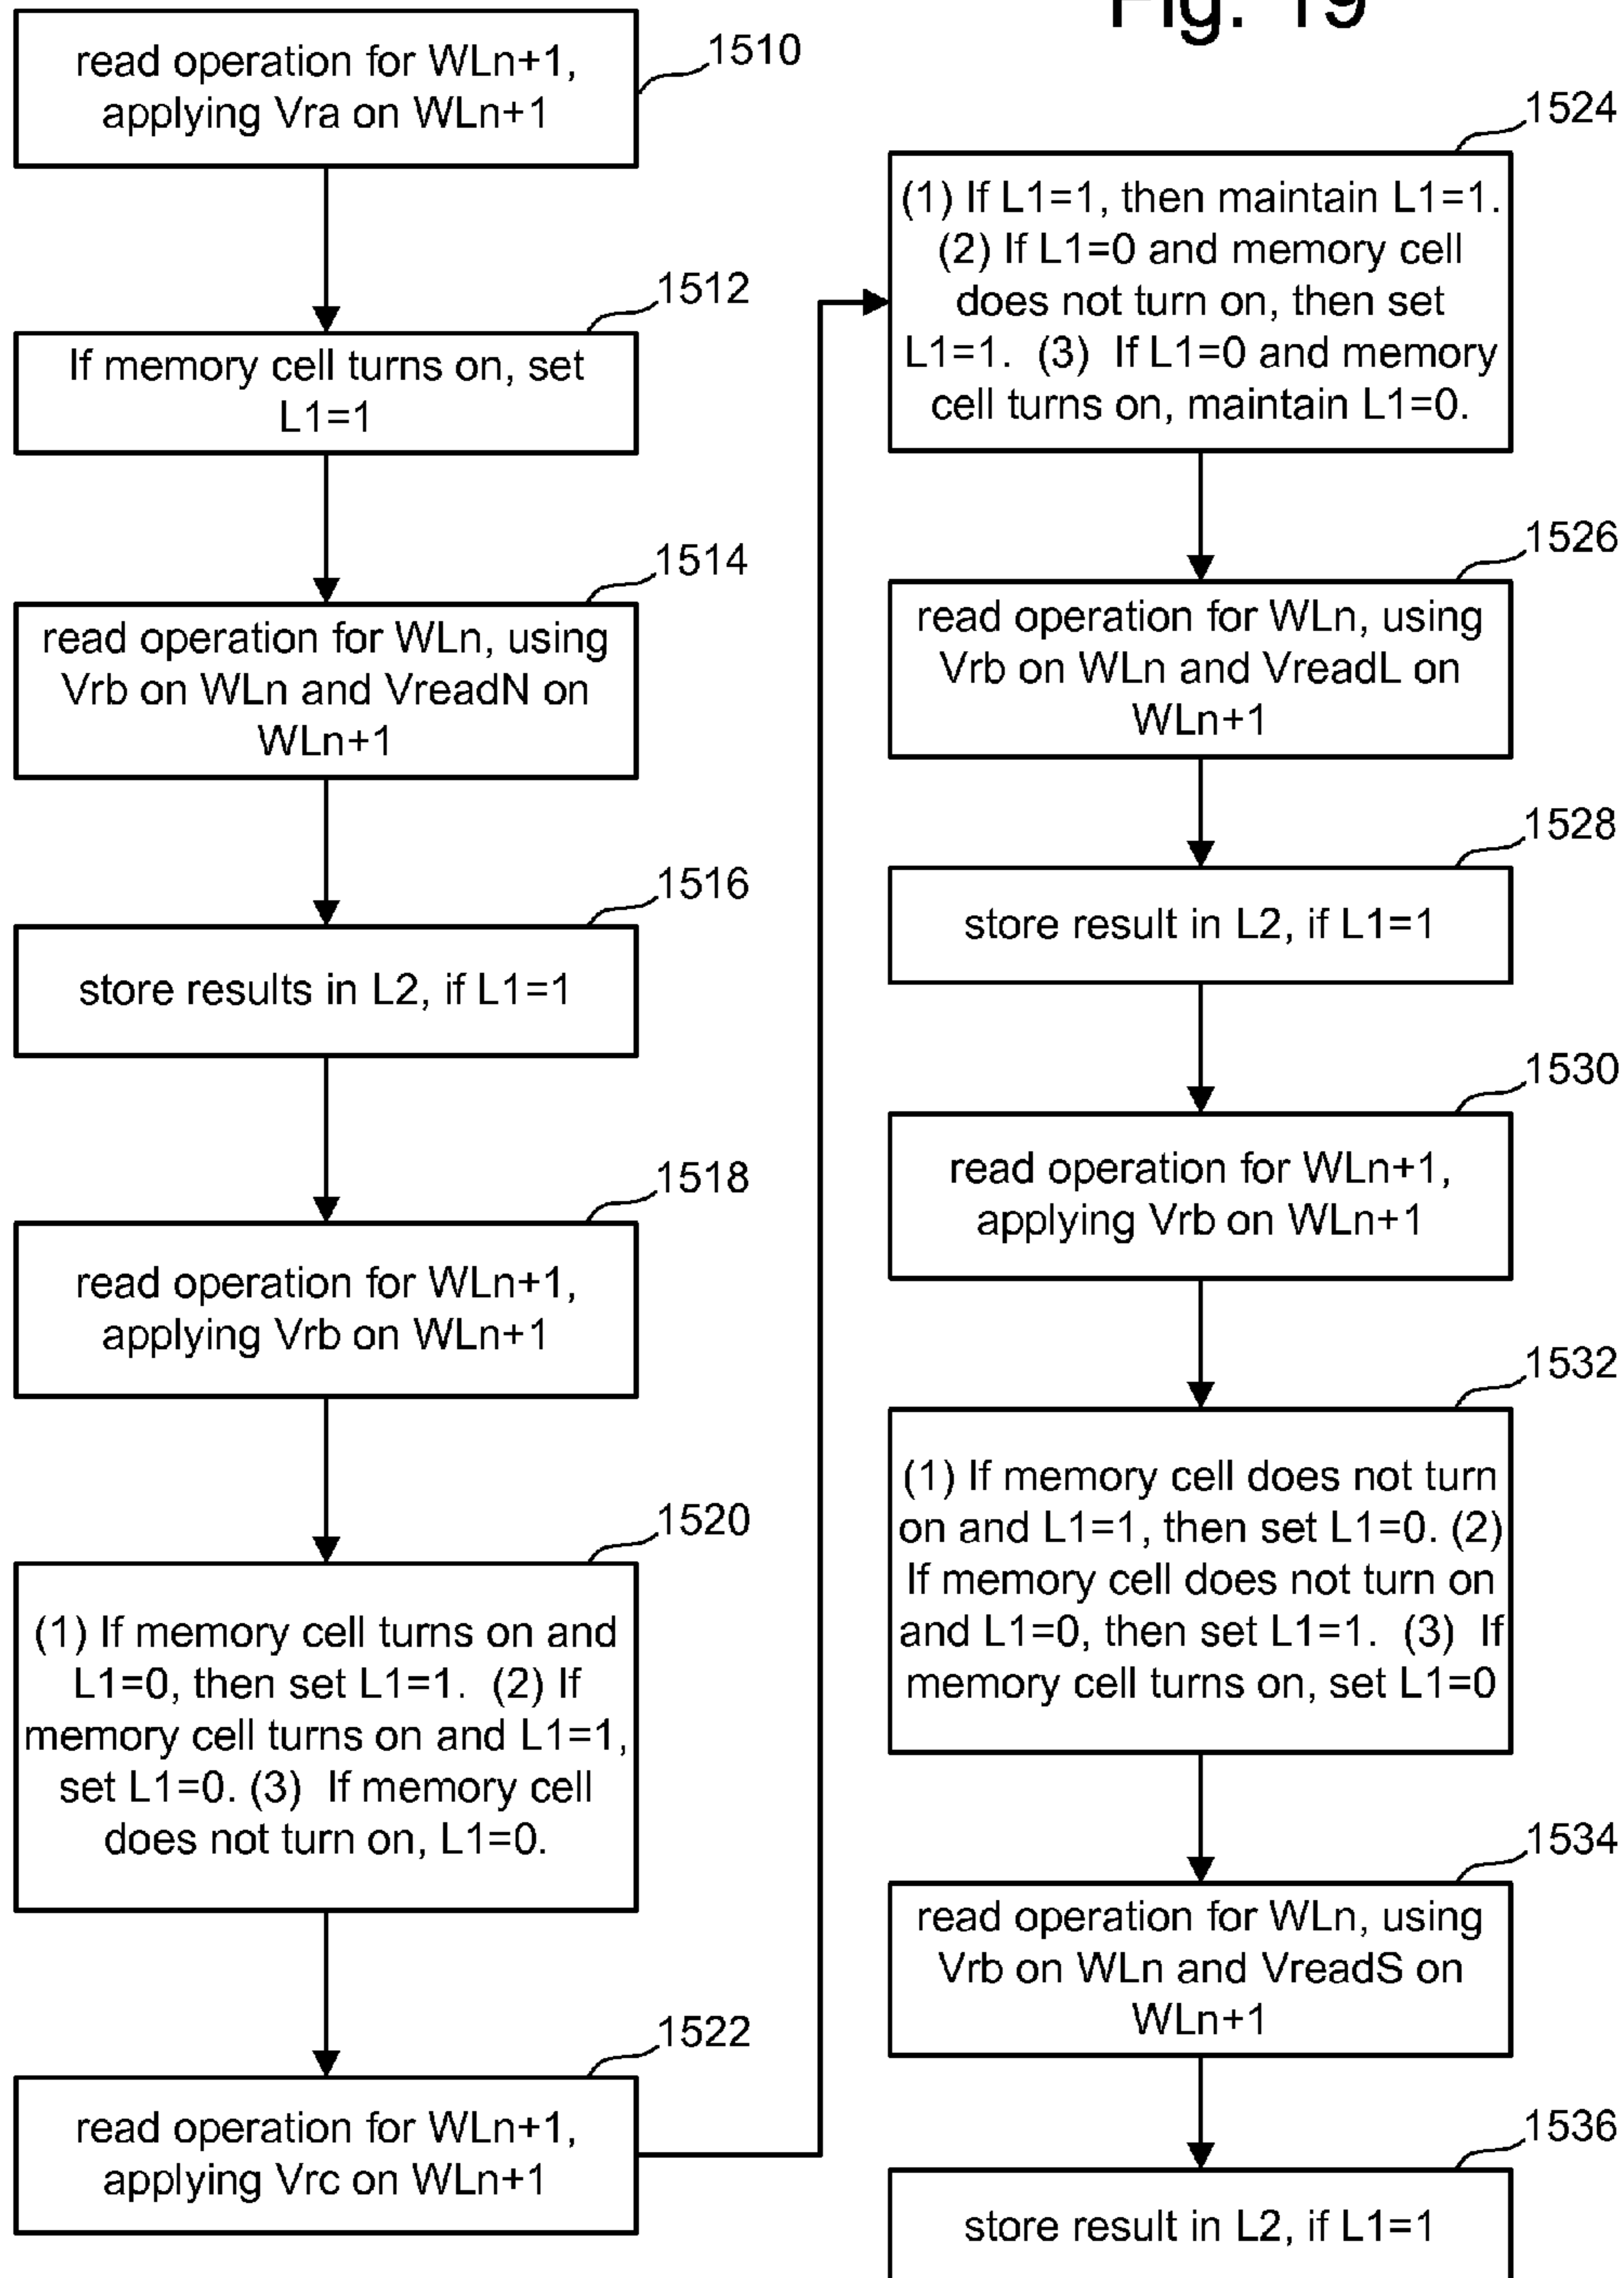 Fig. 19
read operation for WLn+1,
applying Vra on WLn+1
1510
If memory cell turns on, set
L1=1
1512
read operation for WLn, using
Vrb on WLn and VreadN on
WLn+1
1514
store results in L2, if L1=1
1516
read operation for WLn+1,
applying Vrb on WLn+1
1518
(1) If memory cell turns on and
L1=0, then set L1=1. (2) If
memory cell turns on and L1=1,
set L1=0. (3) If memory cell
does not turn on, L1=0.
1520
read operation for WLn+1,
applying Vrc on WLn+1
1522
(1) If L1=1, then maintain L1=1.
(2) If L1=0 and memory cell
does not turn on, then set
L1=1. (3) If L1=0 and memory
cell turns on, maintain L1=0.
1524
read operation for WLn, using
Vrb on WLn and VreadL on
WLn+1
1526
store result in L2, if L1=1
1528
read operation for WLn+1,
applying Vrb on WLn+1
1530
(1) If memory cell does not turn
on and L1=1, then set L1=0. (2)
If memory cell does not turn on
and L1=0, then set L1=1. (3) If
memory cell turns on, set L1=0
1532
read operation for WLn, using
Vrb on WLn and VreadS on
WLn+1
1534
store result in L2, if L1=1
1536